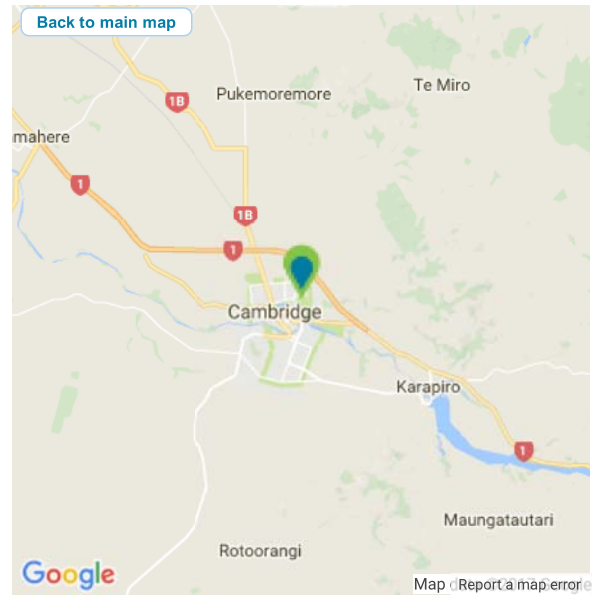 Back to main map
1B
Pukemoremore
Te Miro
mahere
1
1B
1
Cambridge
Karapiro
1
Maungatautari
Rotoorangi
Google
Map
Report a map error